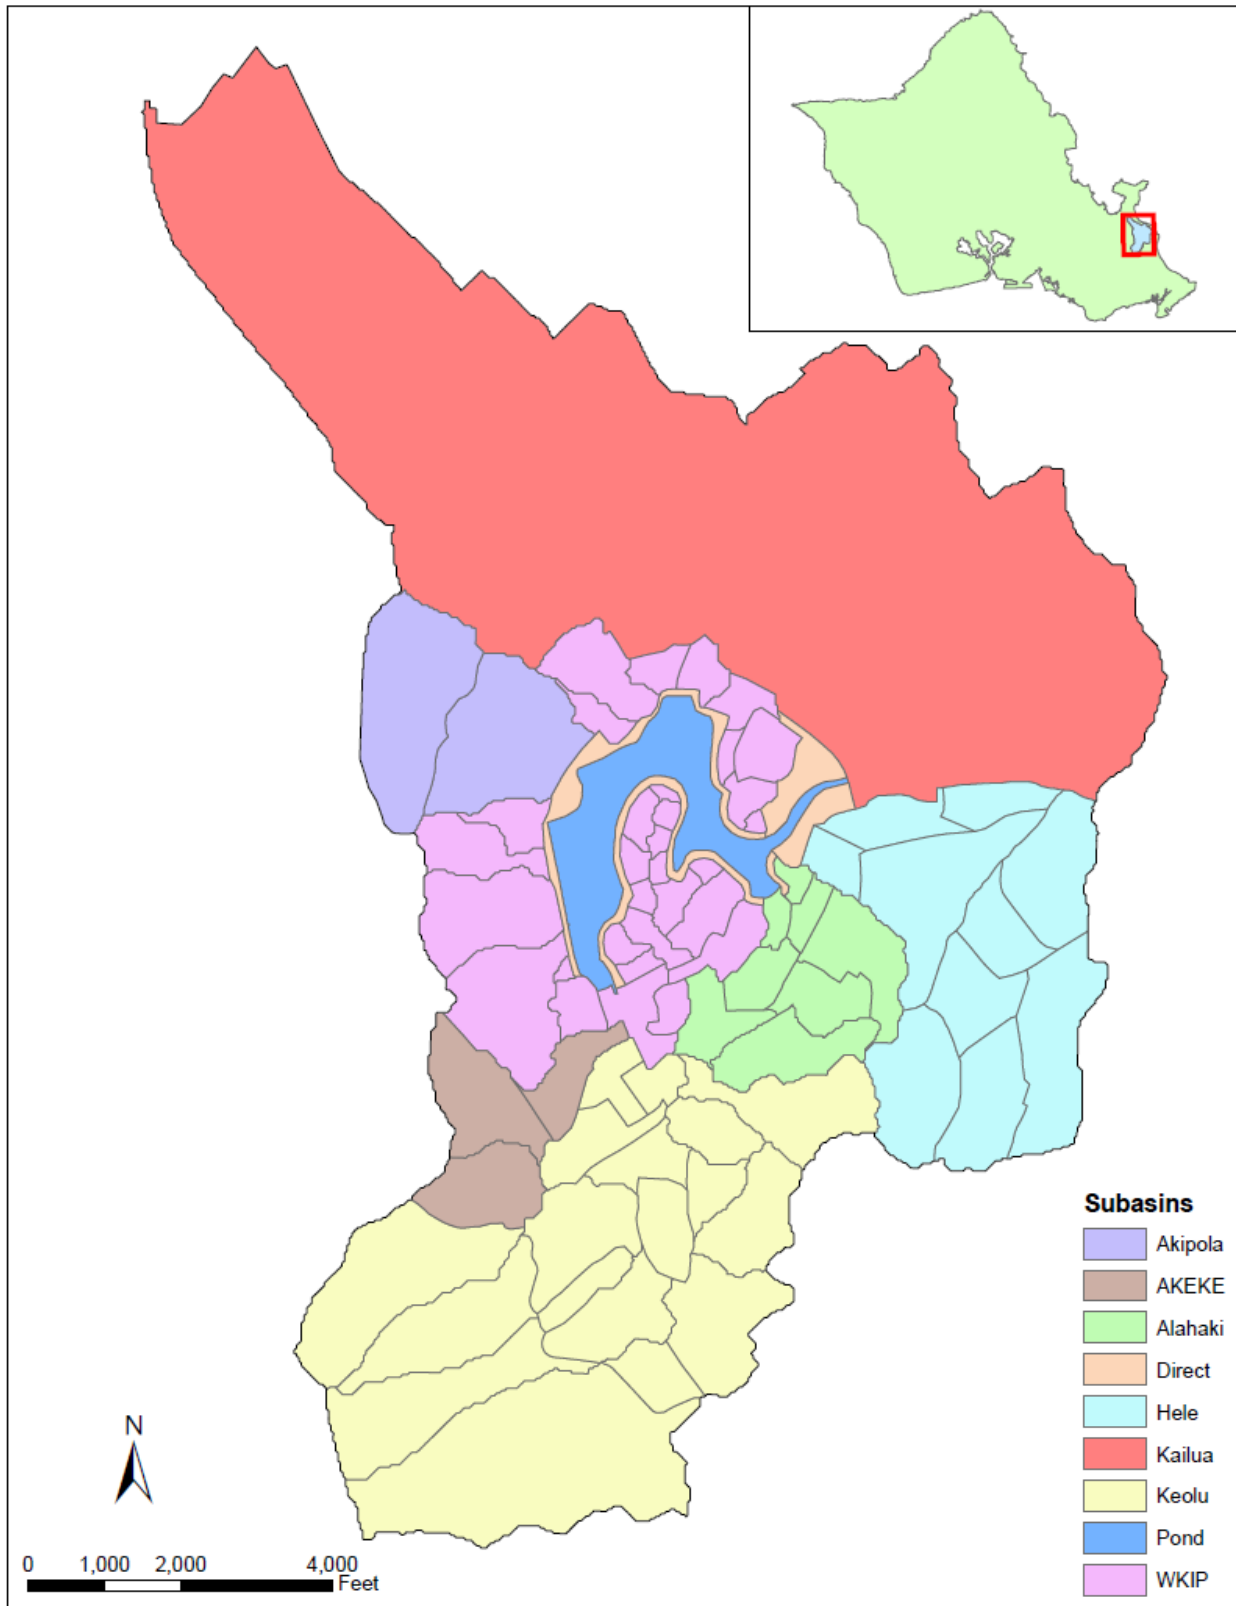 Subasins
Akipola
AKEKE
Alahaki
Direct
Hele
Kailua
Keolu
Pond
WKIP
N
0 1,000 2,000 4,000
Feet